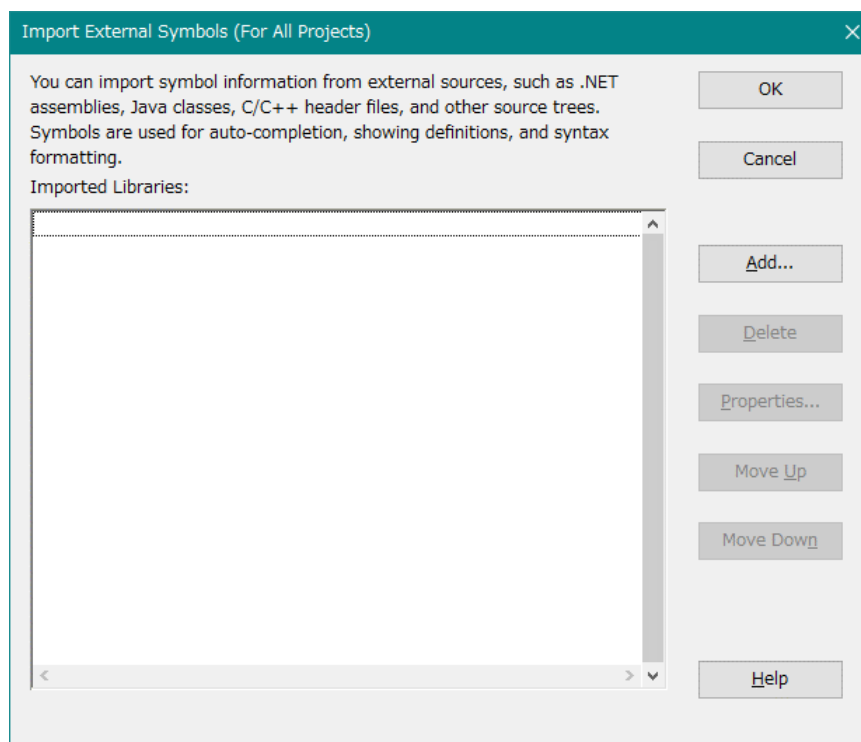 Import External Symbols (For All Projects)
You can import symbol information from external sources, such as .NET
assemblies, Java classes, C/C++ header files, and other source trees.
Symbols are used for auto-completion, showing definitions, and syntax
formatting.
Imported Libraries:
OK
Cancel
Add...
Delete
Properties...
Move Up
Move Down
Help